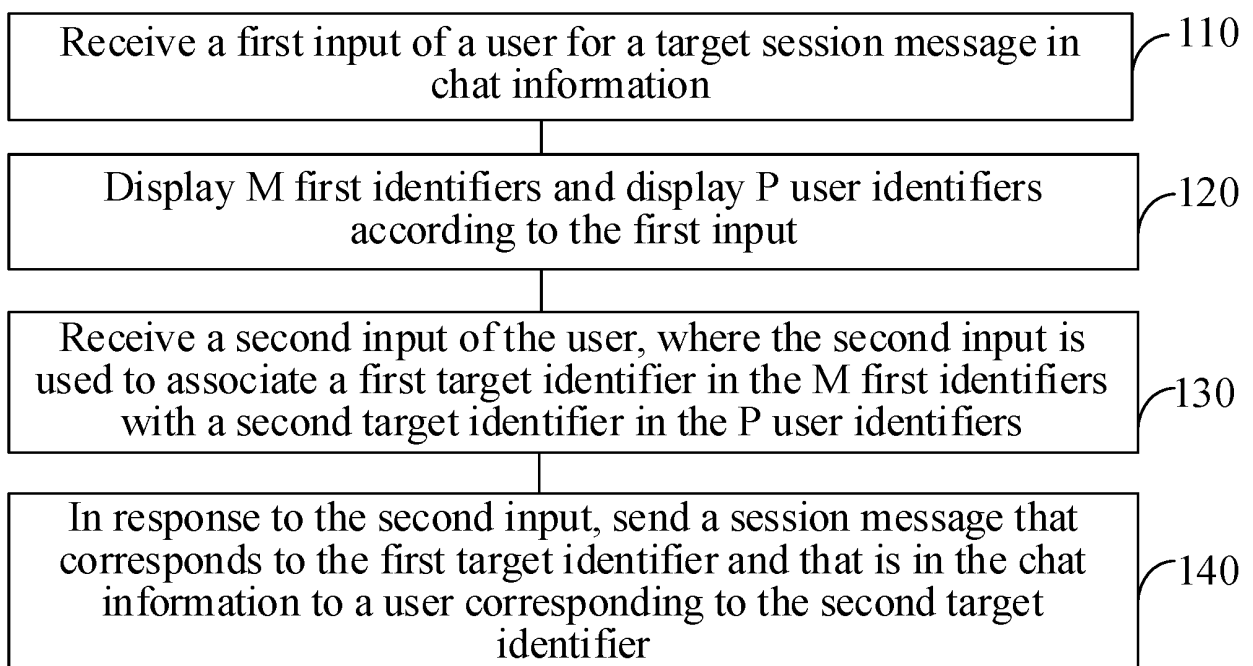 Receive a first input of a user for a target session message in
chat information
110
Display M first identifiers and display P user identifiers
according to the first input
120
Receive a second input of the user, where the second input is
used to associate a first target identifier in the M first identifiers
with a second target identifier in the P user identifiers
130
In response to the second input, send a session message that
corresponds to the first target identifier and that is in the chat
information to a user corresponding to the second target
identifier
140